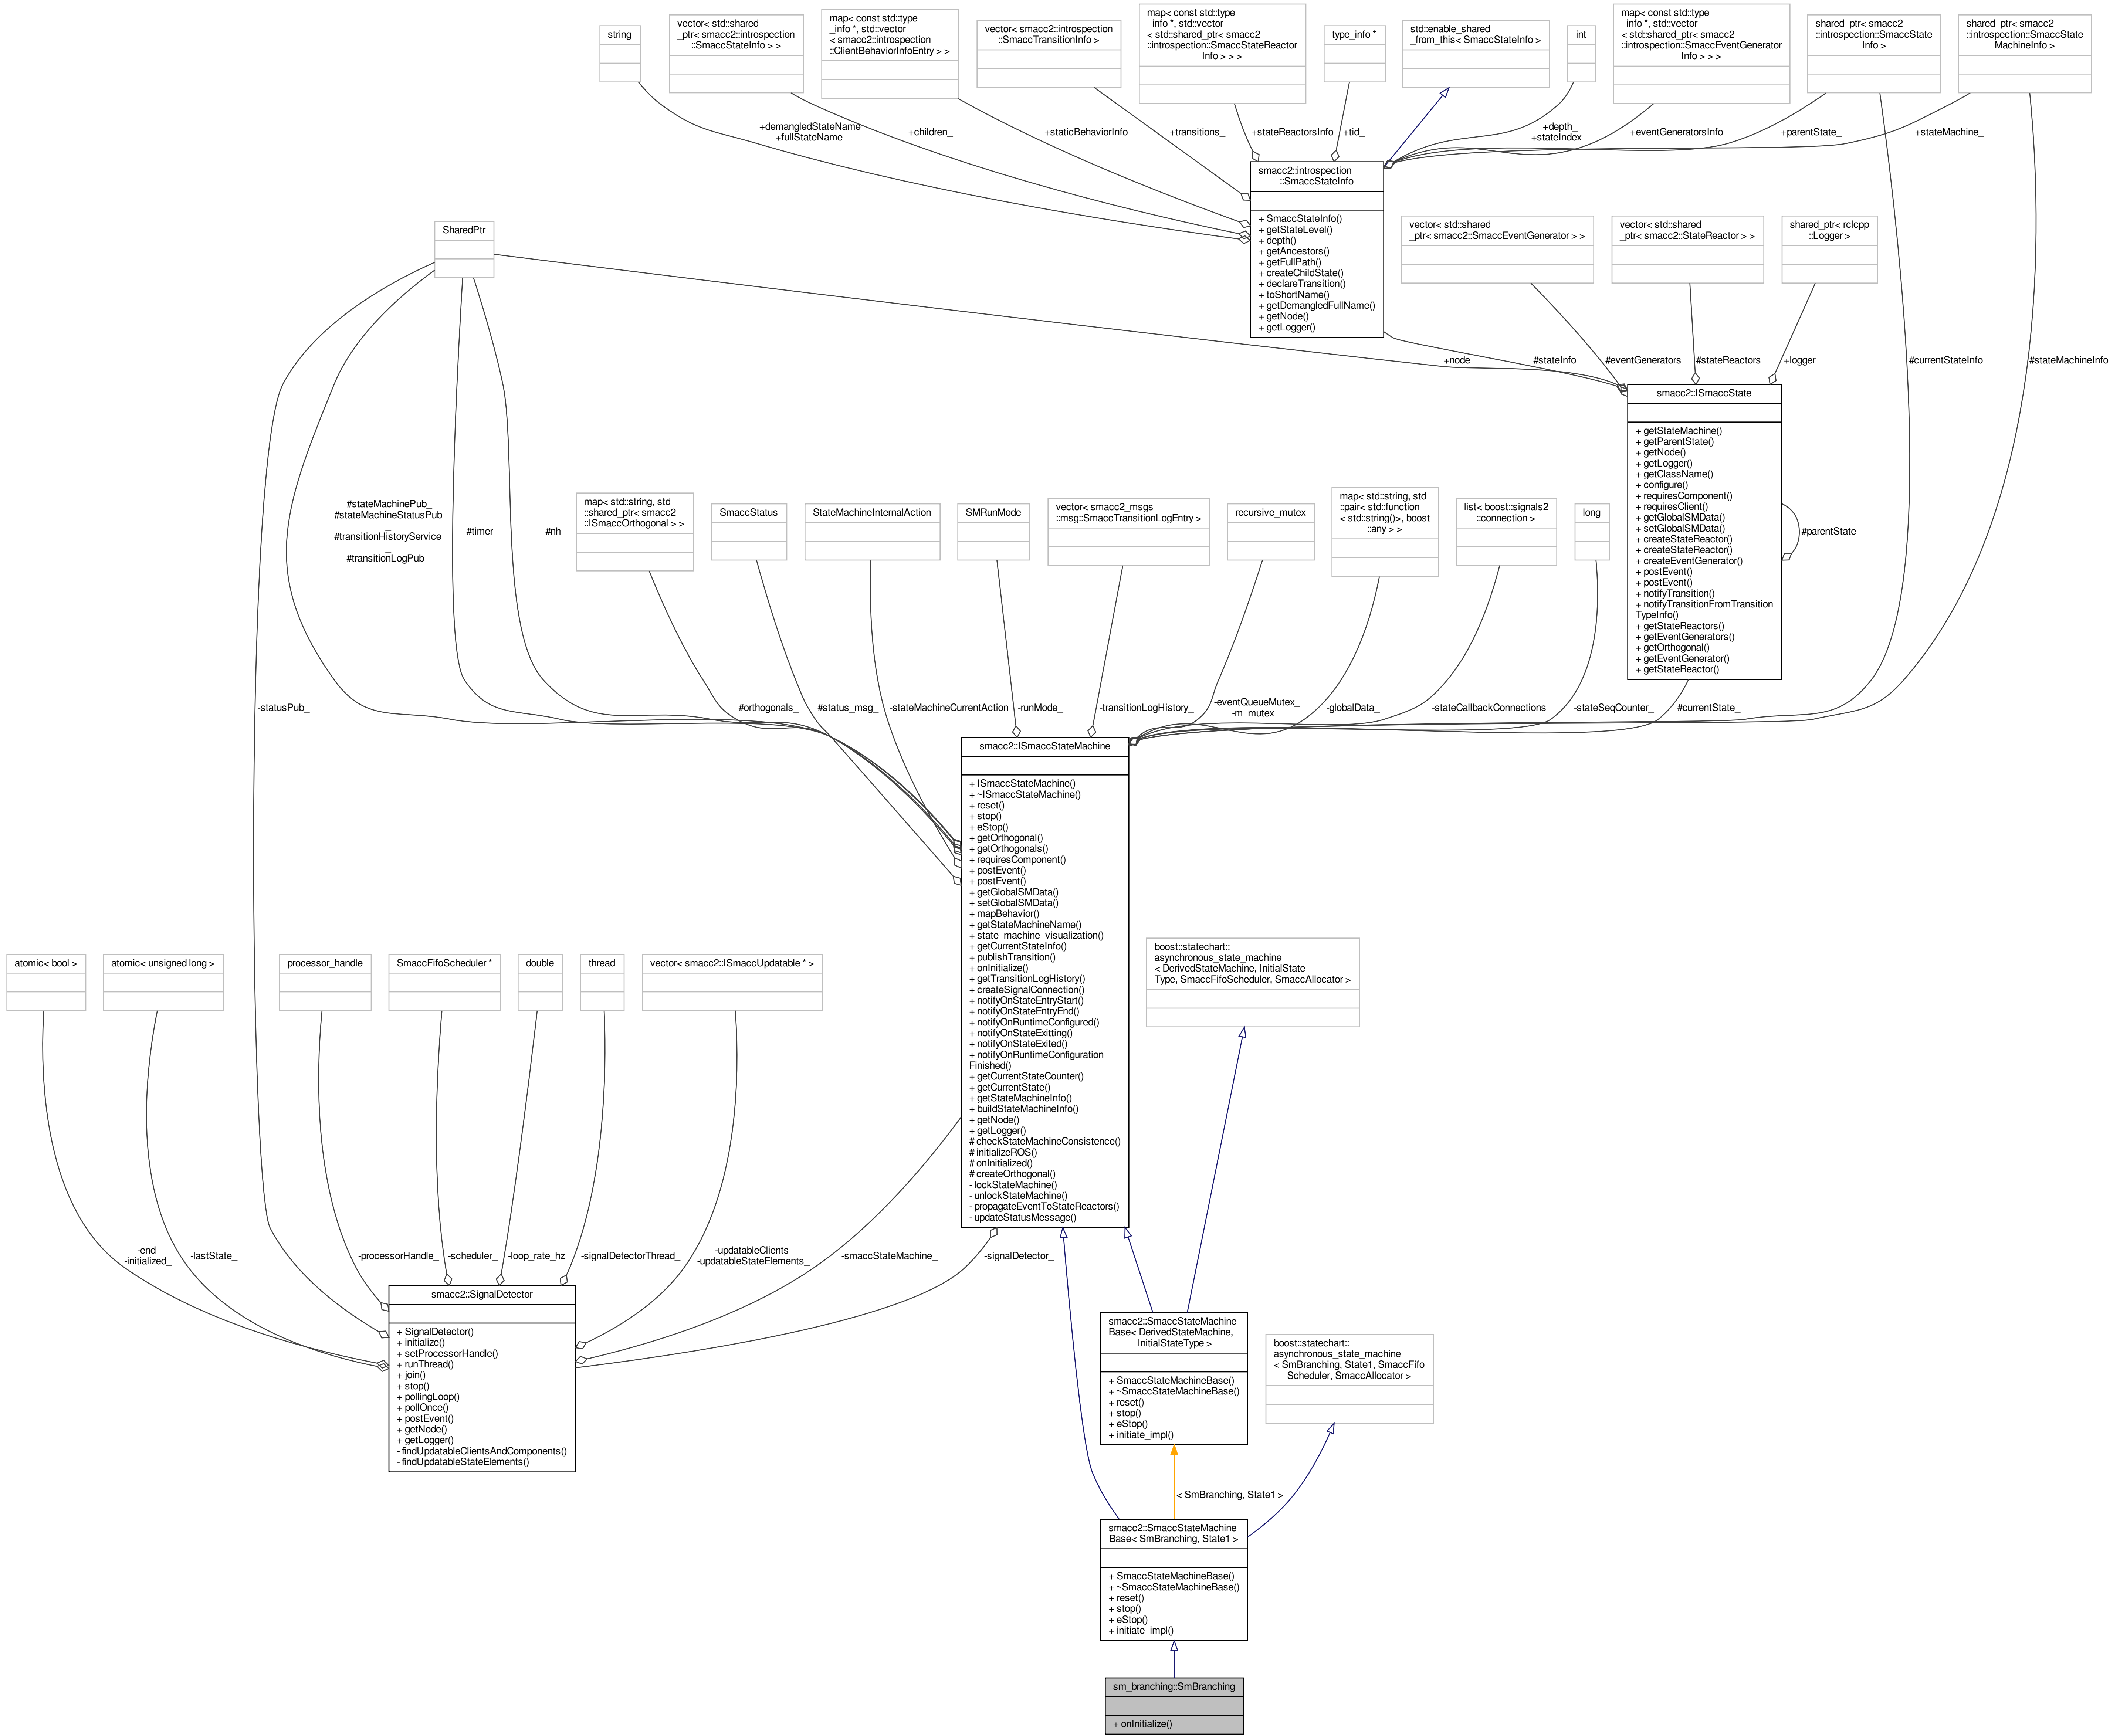 string
vector< std::shared
_ptr< smacc2::introspection
::SmaccStateInfo > >
map< const std::type
_info *, std::vector
< smacc2::introspection
::ClientBehaviorInfoEntry > >
vector< smacc2::introspection
::SmaccTransitionInfo >
map< const std::type
_info *, std::vector
< std::shared_ptr< smacc2
::introspection::SmaccStateReactor
Info > > >
type_info *
std::enable_shared
_from_this< SmaccStateInfo >
int
map< const std::type
_info *, std::vector
< std::shared_ptr< smacc2
::introspection::SmaccEventGenerator
Info > > >
shared_ptr< smacc2
::introspection::SmaccState
Info >
shared_ptr< smacc2
::introspection::SmaccState
MachineInfo >
+demangledStateName
+fullStateName
+children_
+staticBehaviorInfo
+transitions_
+stateReactorsInfo
+tid_
+depth_
+stateIndex_
+eventGeneratorsInfo
+parentState_
+stateMachine_
smacc2::introspection
::SmaccStateInfo
+ SmaccStateInfo()
+ getStateLevel()
+ depth()
+ getAncestors()
+ getFullPath()
+ createChildState()
+ declareTransition()
+ toShortName()
+ getDemangledFullName()
+ getNode()
+ getLogger()
SharedPtr
vector< std::shared
_ptr< smacc2::SmaccEventGenerator > >
vector< std::shared
_ptr< smacc2::StateReactor > >
shared_ptr< rclcpp
::Logger >
+node_
#stateInfo_
#eventGenerators_
#stateReactors_
+logger_
#currentStateInfo_
#stateMachineInfo_
smacc2::ISmaccState
+ getStateMachine()
+ getParentState()
+ getNode()
+ getLogger()
+ getClassName()
+ configure()
+ requiresComponent()
+ requiresClient()
+ getGlobalSMData()
+ setGlobalSMData()
+ createStateReactor()
+ createStateReactor()
+ createEventGenerator()
+ postEvent()
+ postEvent()
+ notifyTransition()
+ notifyTransitionFromTransition
TypeInfo()
+ getStateReactors()
+ getEventGenerators()
+ getOrthogonal()
+ getEventGenerator()
+ getStateReactor()
#parentState_
#stateMachinePub_
#stateMachineStatusPub
_
#transitionHistoryService
_
#transitionLogPub_
#timer_
#nh_
map< std::string, std
::shared_ptr< smacc2
::ISmaccOrthogonal > >
SmaccStatus
StateMachineInternalAction
SMRunMode
vector< smacc2_msgs
::msg::SmaccTransitionLogEntry >
recursive_mutex
map< std::string, std
::pair< std::function
< std::string()>, boost
::any > >
list< boost::signals2
::connection >
long
-statusPub_
#orthogonals_
#status_msg_
-stateMachineCurrentAction
-runMode_
-transitionLogHistory_
-eventQueueMutex_
-m_mutex_
-globalData_
-stateCallbackConnections
-stateSeqCounter_
#currentState_
smacc2::ISmaccStateMachine
+ ISmaccStateMachine()
+ ~ISmaccStateMachine()
+ reset()
+ stop()
+ eStop()
+ getOrthogonal()
+ getOrthogonals()
+ requiresComponent()
+ postEvent()
+ postEvent()
+ getGlobalSMData()
+ setGlobalSMData()
+ mapBehavior()
+ getStateMachineName()
+ state_machine_visualization()
+ getCurrentStateInfo()
+ publishTransition()
+ onInitialize()
+ getTransitionLogHistory()
+ createSignalConnection()
+ notifyOnStateEntryStart()
+ notifyOnStateEntryEnd()
+ notifyOnRuntimeConfigured()
+ notifyOnStateExitting()
+ notifyOnStateExited()
+ notifyOnRuntimeConfiguration
Finished()
+ getCurrentStateCounter()
+ getCurrentState()
+ getStateMachineInfo()
+ buildStateMachineInfo()
+ getNode()
+ getLogger()
# checkStateMachineConsistence()
# initializeROS()
# onInitialized()
# createOrthogonal()
- lockStateMachine()
- unlockStateMachine()
- propagateEventToStateReactors()
- updateStatusMessage()
atomic< bool >
atomic< unsigned long >
processor_handle
SmaccFifoScheduler *
double
thread
vector< smacc2::ISmaccUpdatable * >
boost::statechart::
asynchronous_state_machine
< DerivedStateMachine, InitialState
Type, SmaccFifoScheduler, SmaccAllocator >
-end_
-initialized_
-lastState_
-processorHandle_
-scheduler_
-loop_rate_hz
-signalDetectorThread_
-updatableClients_
-updatableStateElements_
-smaccStateMachine_
-signalDetector_
smacc2::SignalDetector
+ SignalDetector()
+ initialize()
+ setProcessorHandle()
+ runThread()
+ join()
+ stop()
+ pollingLoop()
+ pollOnce()
+ postEvent()
+ getNode()
+ getLogger()
- findUpdatableClientsAndComponents()
- findUpdatableStateElements()
smacc2::SmaccStateMachine
Base< DerivedStateMachine,
InitialStateType >
+ SmaccStateMachineBase()
+ ~SmaccStateMachineBase()
+ reset()
+ stop()
+ eStop()
+ initiate_impl()
boost::statechart::
asynchronous_state_machine
< SmBranching, State1, SmaccFifo
Scheduler, SmaccAllocator >
< SmBranching, State1 >
smacc2::SmaccStateMachine
Base< SmBranching, State1 >
+ SmaccStateMachineBase()
+ ~SmaccStateMachineBase()
+ reset()
+ stop()
+ eStop()
+ initiate_impl()
sm_branching::SmBranching
+ onInitialize()